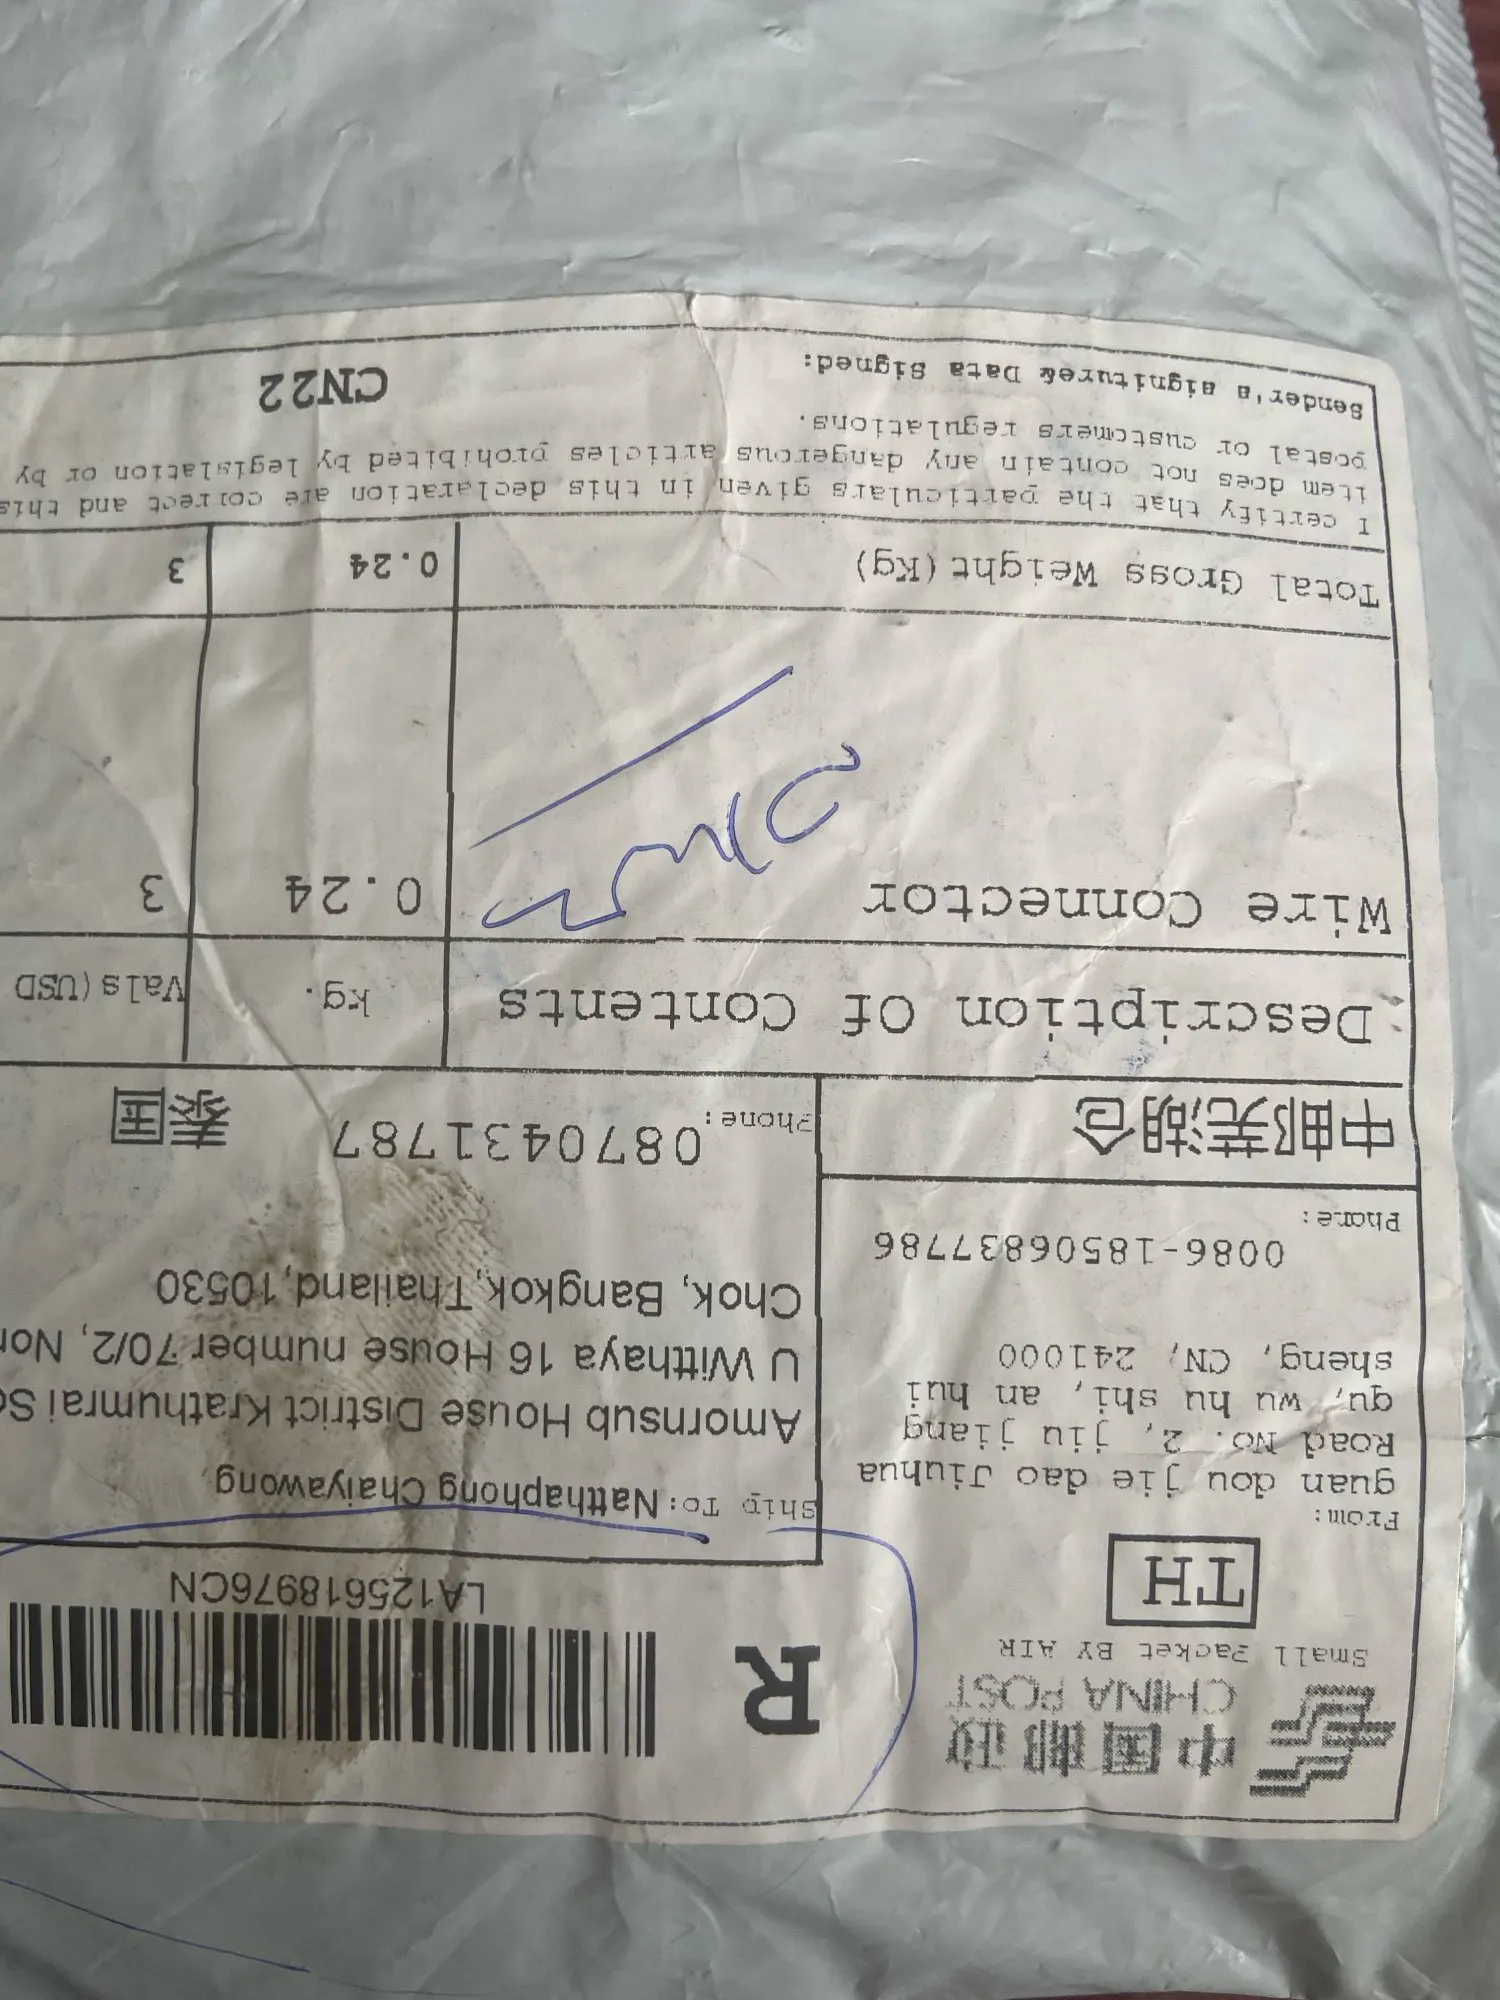 中国邮政
CHINA POST
Small Packet BY AIR
TH
R
LA125618976CN
From:
guan dou jie dao Jiuhua
Road No. 2, jiu jiang
qu, wu hu shi, an hui
sheng, CN, 241000
0086-18506837786
Phone:
中邮芜湖仓
Ship To: Natthaphong Chaiyawong,
Amornsub House District Krathumrai So
U Witthaya 16 House number 70/2, Non
Chok, Bangkok,Thailand,10530
Phone: 0870431787 泰国
Description Of Contents kg. Vals(USD
Wire Connector 0.24 3
Total Gross Weight(Kg) 0.24 3
I certify that the particulars given in this declaration are correct and this
item does not contain any dangerous articles prohibited by legislation or by
postal or customers regulations.
Sender's signiture& Data Signed:
CN22